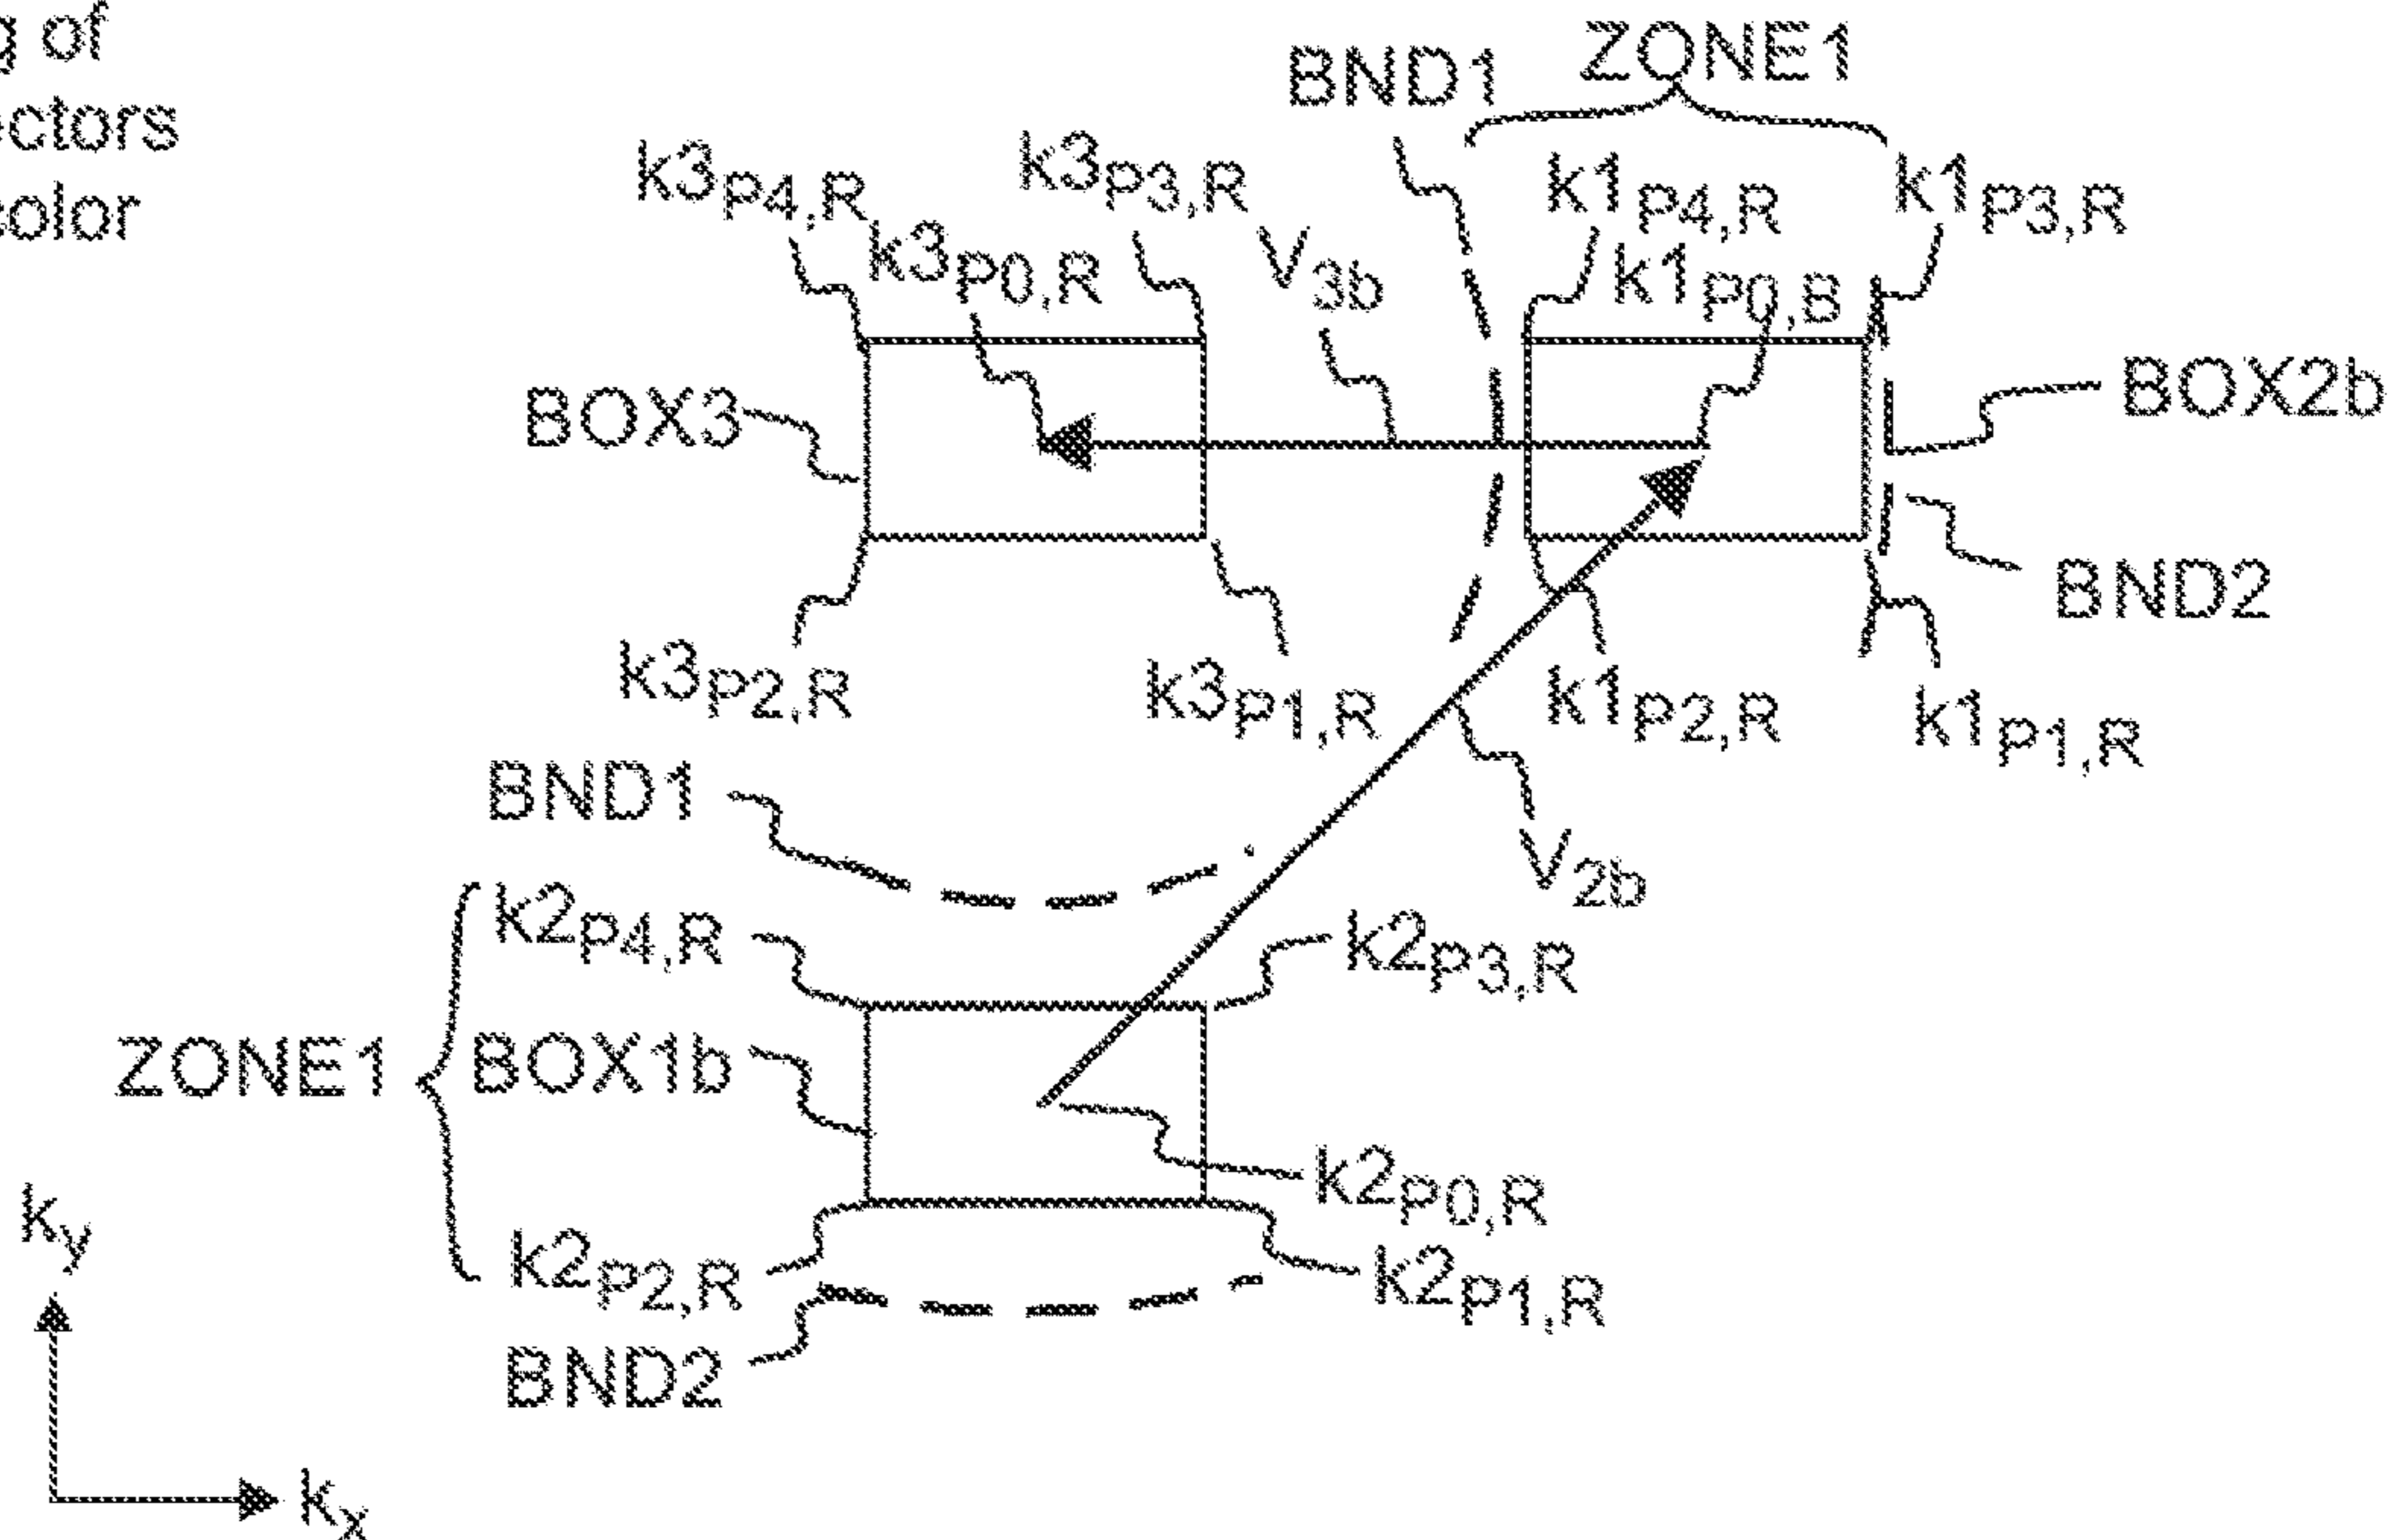 g of
ectors
color
BND1
ZONE1
k3P4,R
k3P3,R
k1P4,R
k1P3,R
k3P0,R
V3b
k1P0,B
BOX3
BOX2b
BND2
k3P2,R
k3P1,R
k1P2,R
k1P1,R
BND1
V2b
k2P4,R
k2P3,R
ZONE1
BOX1b
k2P0,R
ky
k2P2,R
k2P1,R
BND2
kx